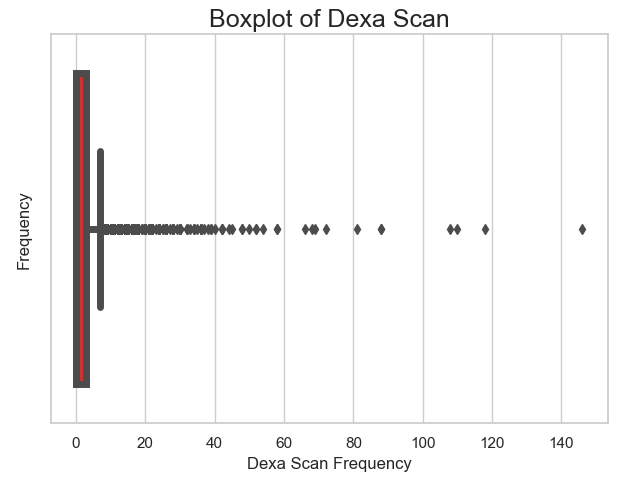 Boxplot of Dexa Scan
Frequency
0 20 40 60 80 100 120 140
Dexa Scan Frequency